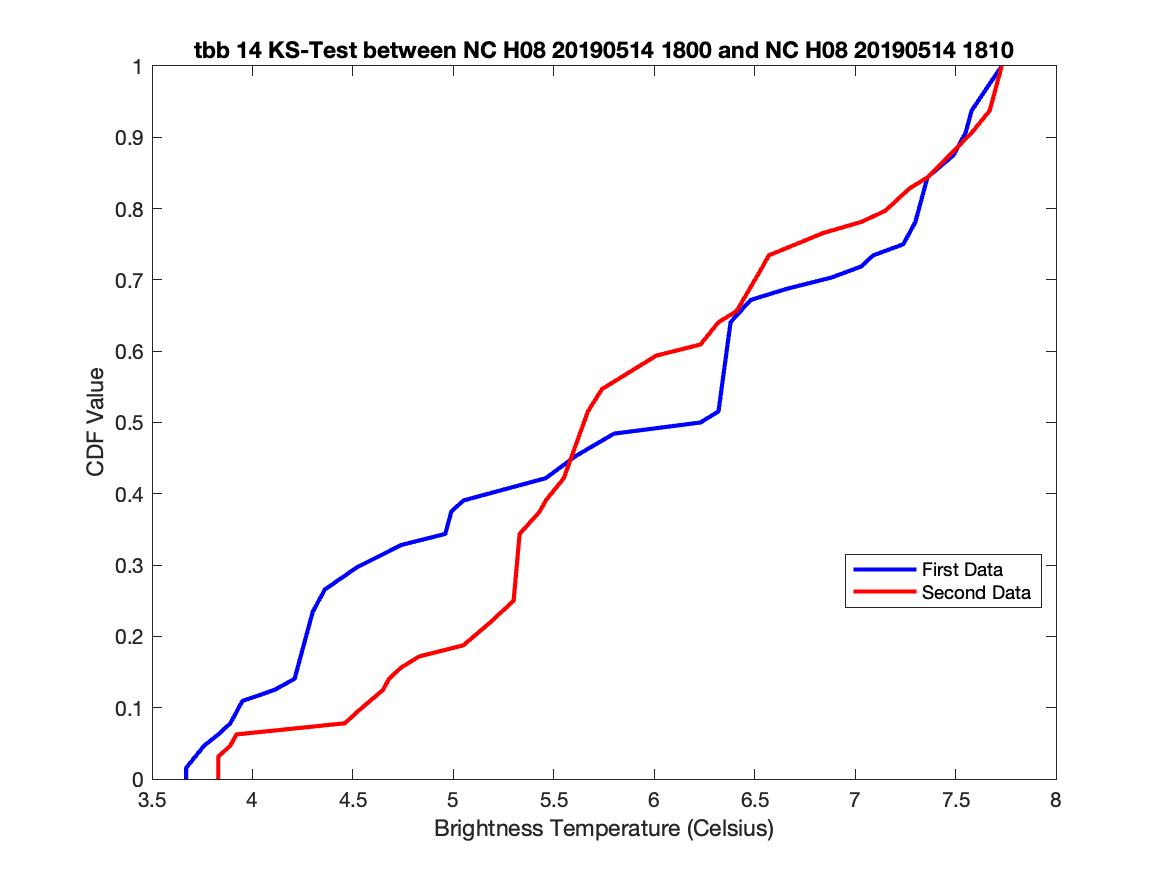 tbb 14 KS-Test between NC H08 20190514 1800 and NC H08 20190514 1810
1
0.9
0.8
0.7
0.6
0.5
0.4
0.3
0.2
0.1
0
CDF Value
First Data
Second Data
3.5 4 4.5 5 5.5 6 6.5 7 7.5 8
Brightness Temperature (Celsius)